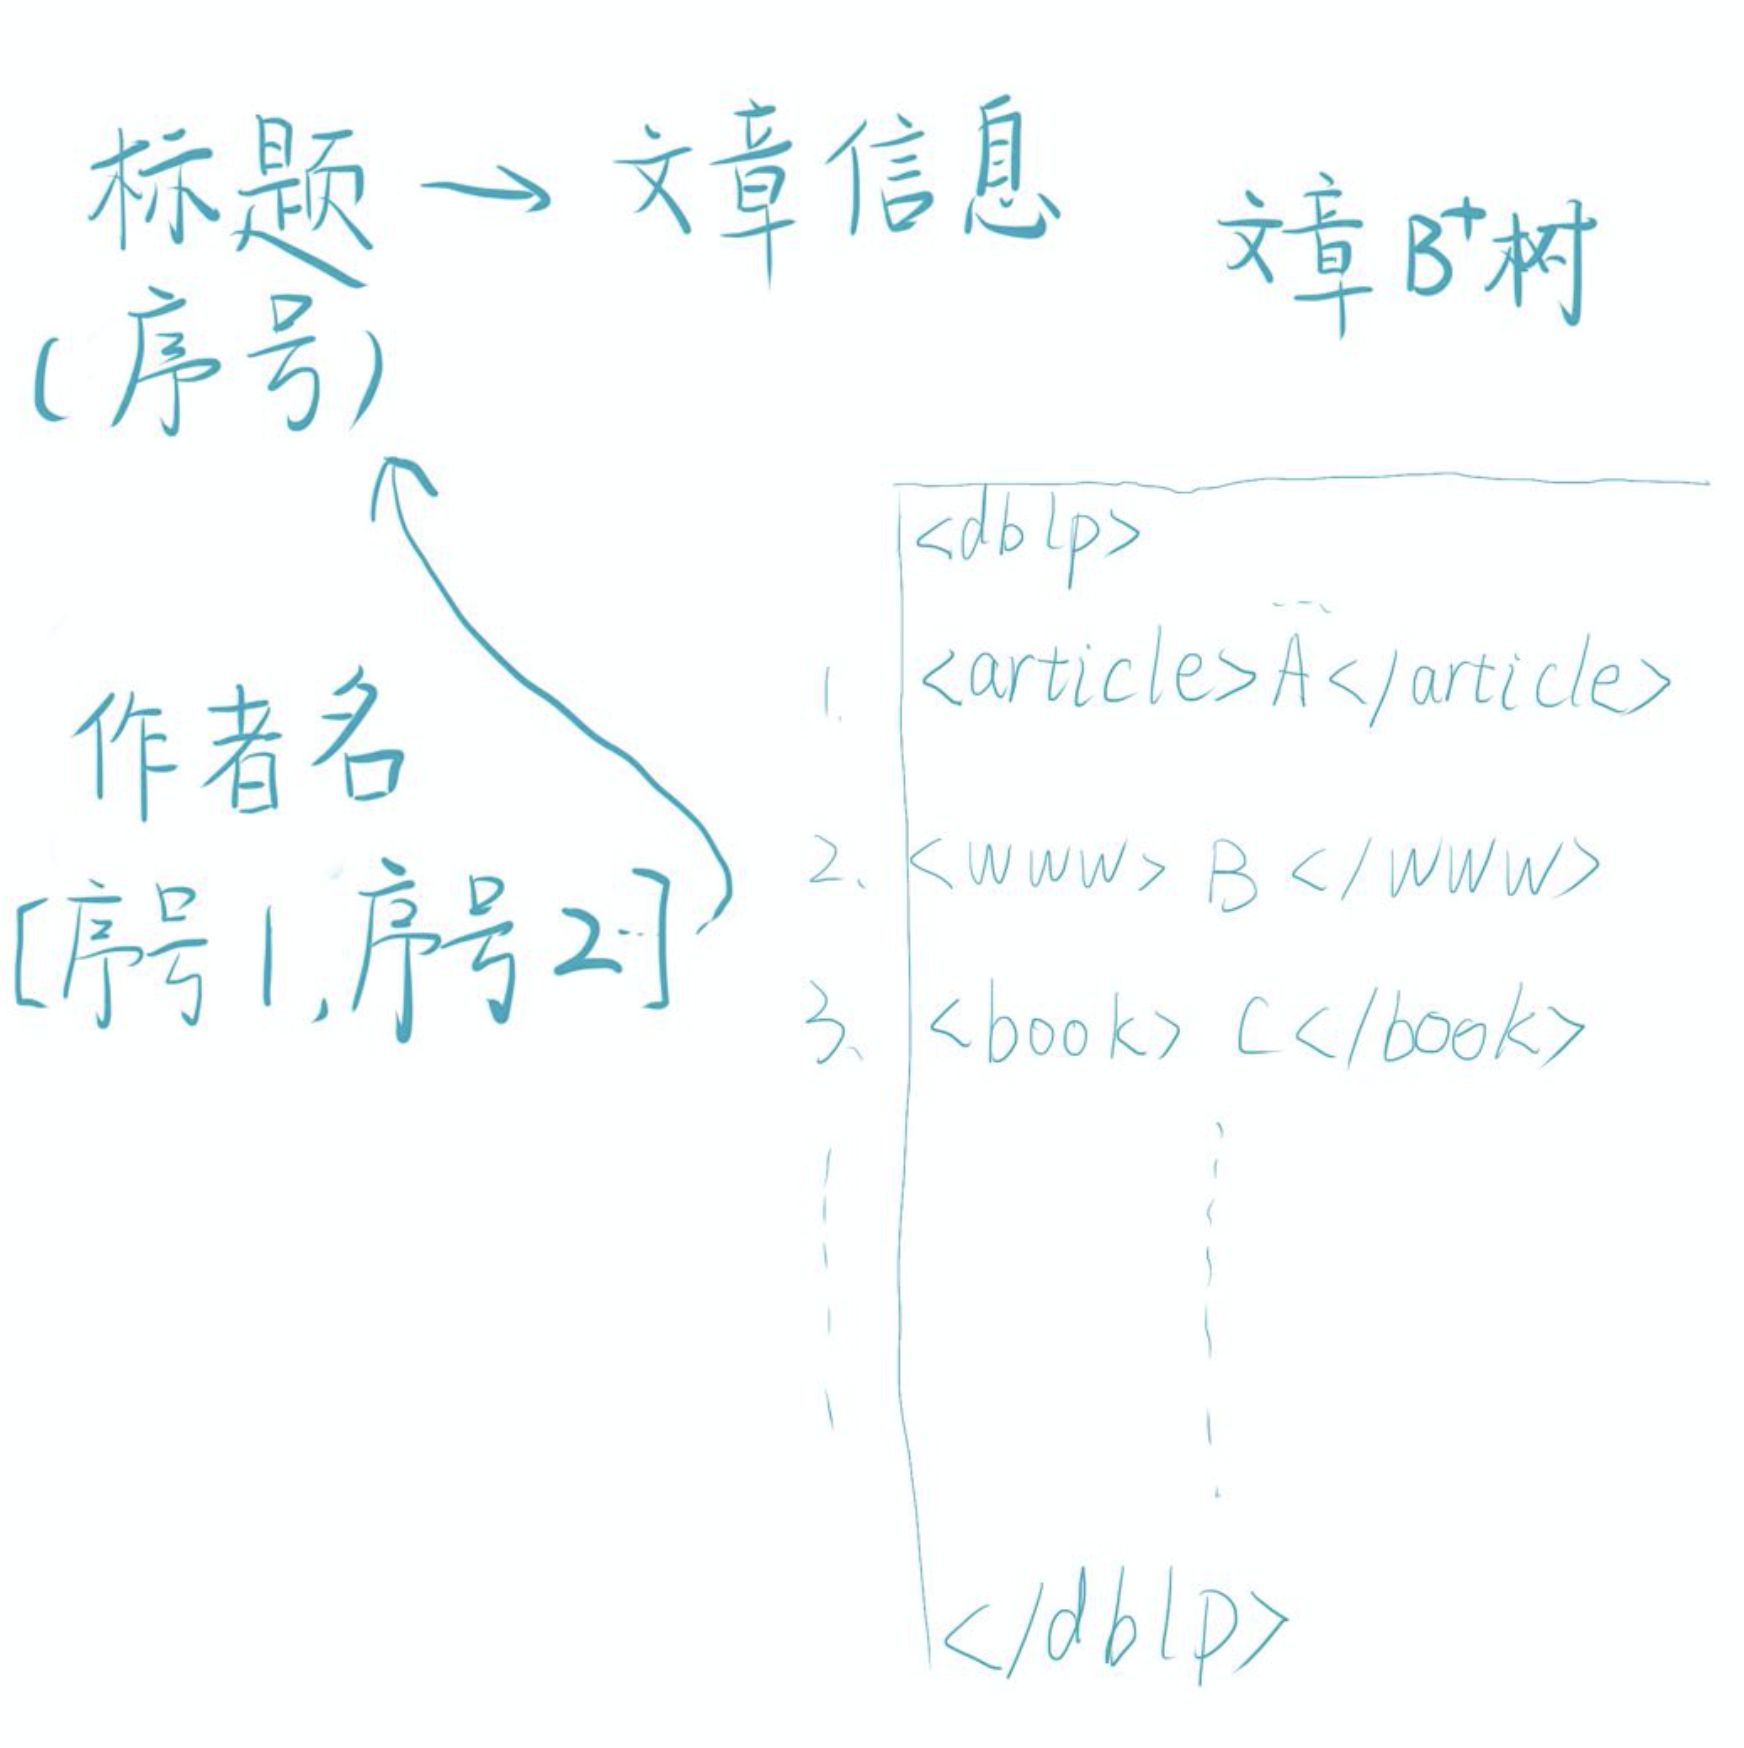 标题 → 文章信息
(序号)
文章B+树
作者名
[序号1,序号2…]
<dblp>
1. <article>A</article>
2、<www> B </www>
3、<book> C</book>
</dblp>